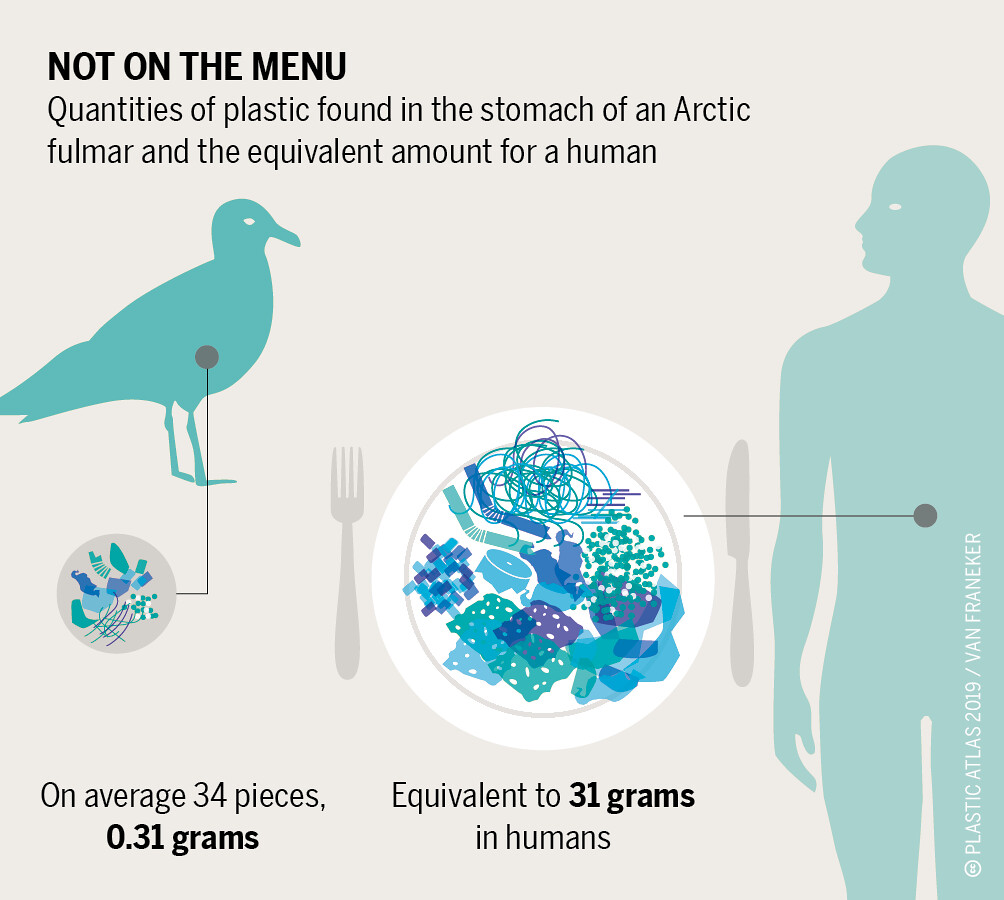 NOT ON THE MENU
Quantities of plastic found in the stomach of an Arctic
fulmar and the equivalent amount for a human
On average 34 pieces,
0.31 grams
Equivalent to 31 grams
in humans
cc PLASTIC ATLAS 2019 / VAN FRANEKER